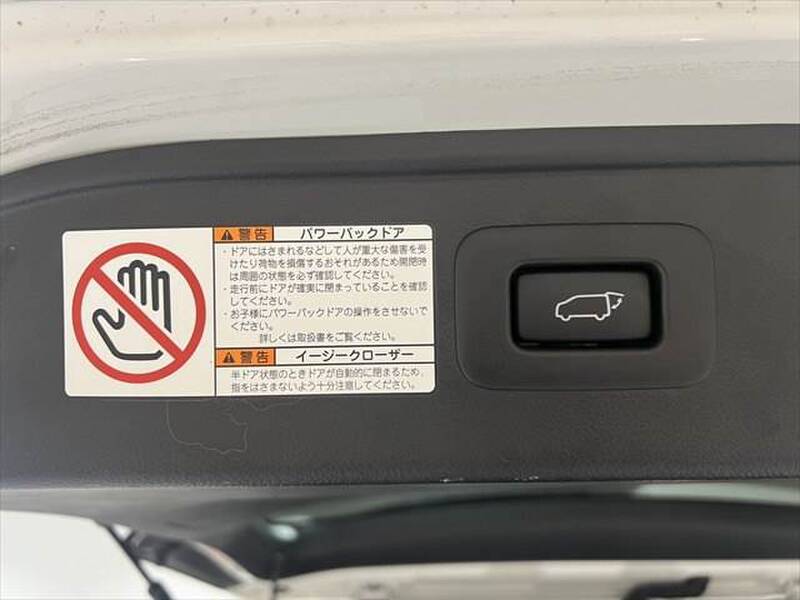 警告 パワーバックドア
・ドアにはさまれるなどして人が重大な傷害を受
けたり荷物を損傷するおそれがあるため開閉時
は周囲の状態を必ず確認してください。
・走行前にドアが確実に閉まっていることを確認
してください。
・お子様にパワーバックドアの操作をさせないで
ください。
詳しくは取扱書をご覧ください。
警告 イージークローザー
半ドア状態のときドアが自動的に閉まるため、
指をはさまないよう十分注意してください。